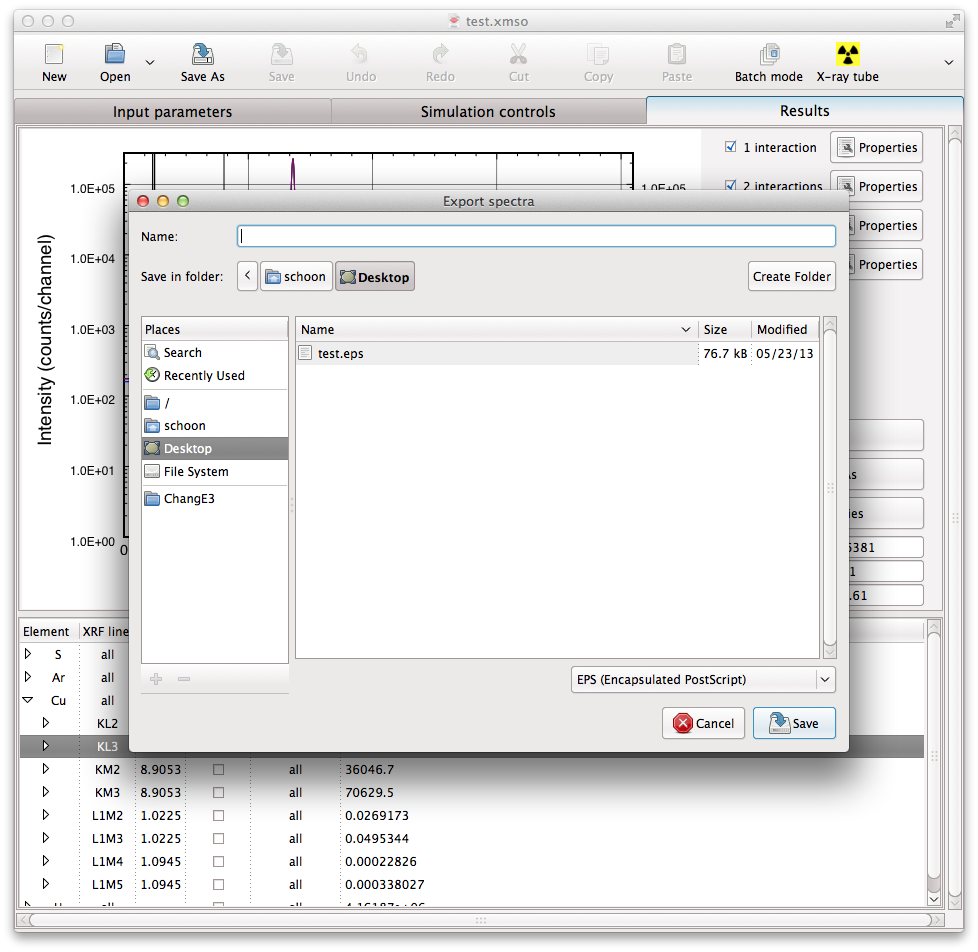 test.xmso
New Open Save As Save Undo Redo Cut Copy Paste Batch mode X-ray tube
Input parameters Simulation controls Results
1 interaction Properties
1.0E+05 1.0E+05 2 interactions Properties
Export spectra
Name: Properties
1.0E+04 Properties
Save in folder: < schoon Desktop Create Folder
Intensity (counts/channel)
1.0E+03
1.0E+02
1.0E+01
1.0E+00
0
Places
Search
Recently Used
/
schoon
Desktop
File System
ChangE3
Name Size Modified
test.eps 76.7 kB 05/23/13
As
ies
6381
1
.61
EPS (Encapsulated PostScript)
Cancel Save
Element XRF line
S all
Ar all
Cu all
KL2
KL3
KM2 8.9053 all 36046.7
KM3 8.9053 all 70629.5
L1M2 1.0225 all 0.0269173
L1M3 1.0225 all 0.0495344
L1M4 1.0945 all 0.00022826
L1M5 1.0945 all 0.000338027